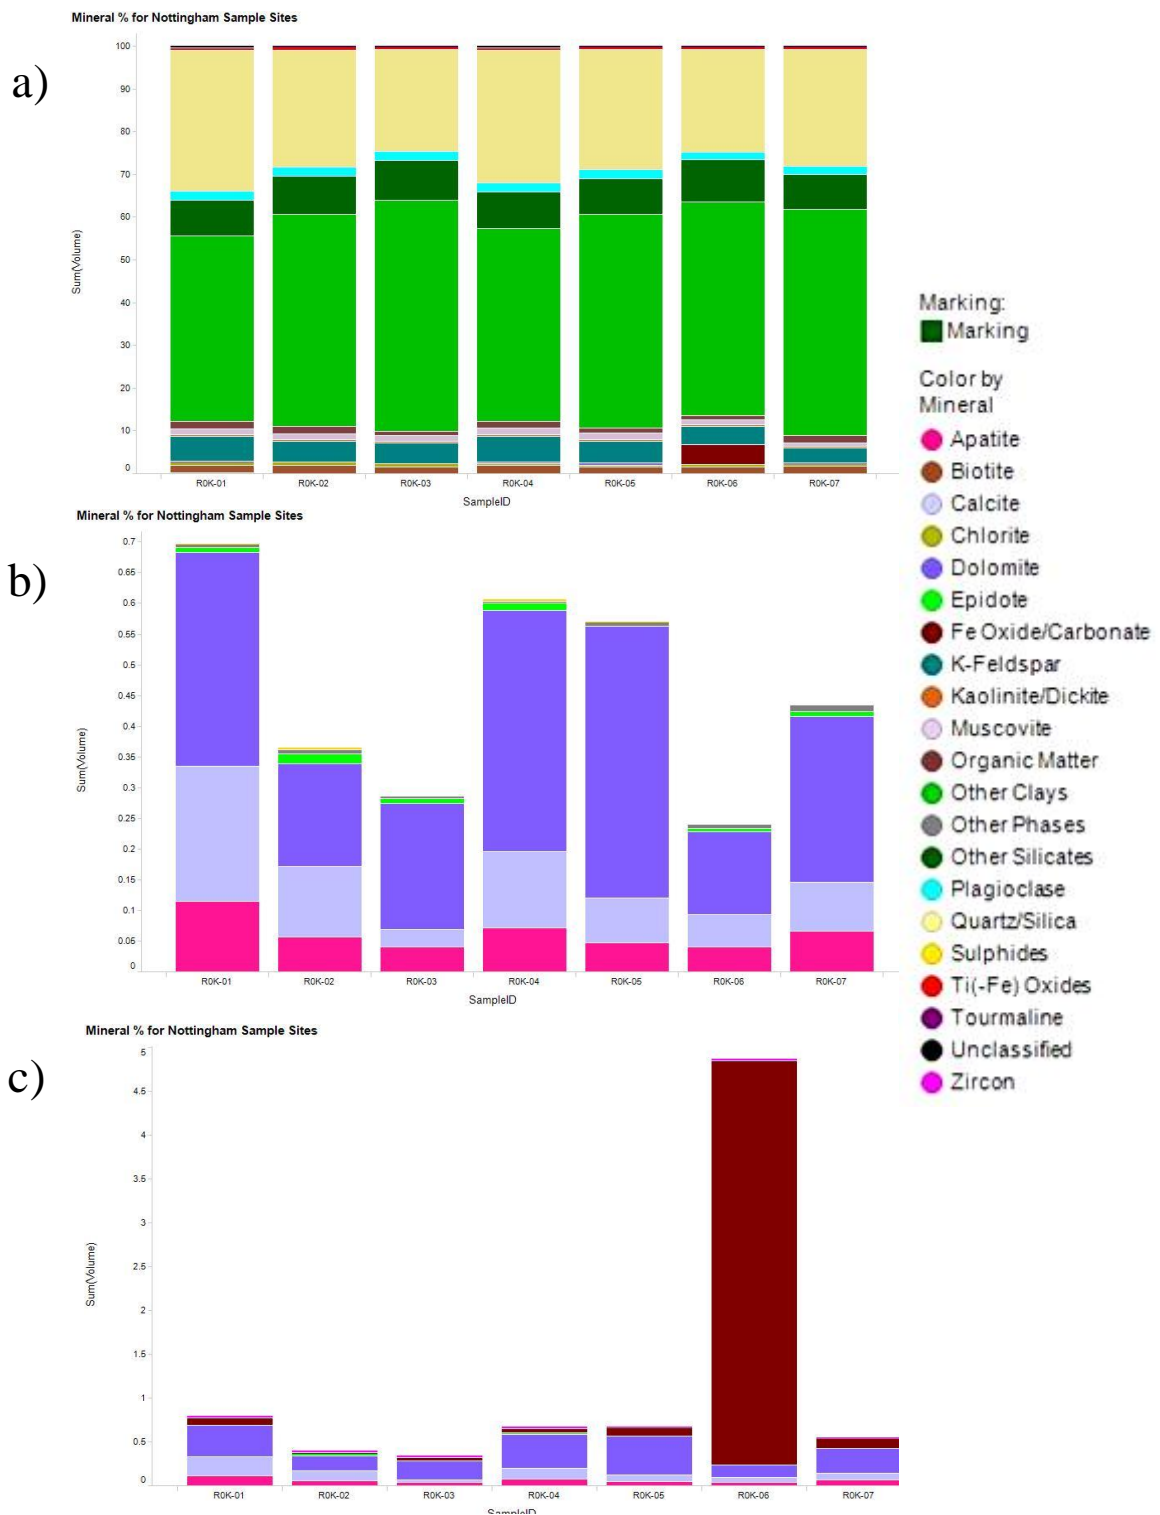 Mineral % for Nottingham Sample Sites
a)
100
90
80
70
60
50
40
30
20
10
0
Sum(Volume)
R0K-01 R0K-02 R0K-03 R0K-04 R0K-05 R0K-06 R0K-07
SampleID
Mineral % for Nottingham Sample Sites
b)
0.7
0.65
0.6
0.55
0.5
0.45
0.4
0.35
0.3
0.25
0.2
0.15
0.1
0.05
0
Sum(Volume)
R0K-01 R0K-02 R0K-03 R0K-04 R0K-05 R0K-06 R0K-07
SampleID
Mineral % for Nottingham Sample Sites
c)
5
4.5
4
3.5
3
2.5
2
1.5
1
0.5
0
Sum(Volume)
R0K-01 R0K-02 R0K-03 R0K-04 R0K-05 R0K-06 R0K-07
SampleID
Marking:
Marking
Color by
Mineral
Apatite
Biotite
Calcite
Chlorite
Dolomite
Epidote
Fe Oxide/Carbonate
K-Feldspar
Kaolinite/Dickite
Muscovite
Organic Matter
Other Clays
Other Phases
Other Silicates
Plagioclase
Quartz/Silica
Sulphides
Ti(-Fe) Oxides
Tourmaline
Unclassified
Zircon